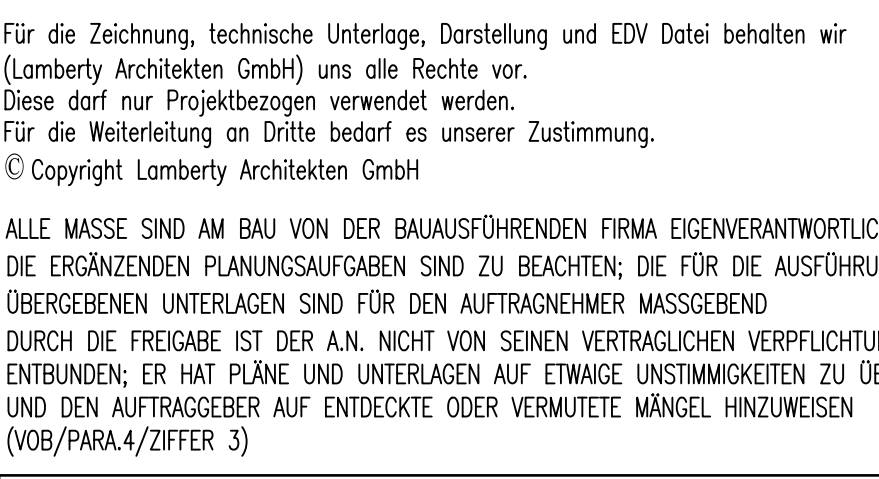 Für die Zeichnung, technische Unterlage, Darstellung und EDV Datei behalten wir
(Lamberty Architekten GmbH) uns alle Rechte vor.
Diese darf nur Projektbezogen verwendet werden.
Für die Weiterleitung an Dritte bedarf es unserer Zustimmung.
© Copyright Lamberty Architekten GmbH
ALLE MASSE SIND AM BAU VON DER BAUAUSFÜHRENDEN FIRMA EIGENVERANTWORTLIC
DIE ERGÄNZENDEN PLANUNGSAUFGABEN SIND ZU BEACHTEN; DIE FÜR DIE AUSFÜHRU
ÜBERGEBENEN UNTERLAGEN SIND FÜR DEN AUFTRAGNEHMER MASSGEBEND
DURCH DIE FREIGABE IST DER A.N. NICHT VON SEINEN VERTRAGLICHEN VERPFLICHTU
ENTBUNDEN; ER HAT PLÄNE UND UNTERLAGEN AUF ETWAIGE UNSTIMMIGKEITEN ZU ÜB
UND DEN AUFTRAGGEBER AUF ENTDECKTE ODER VERMUTETE MÄNGEL HINZUWEISEN
(VOB/PARA.4/ZIFFER 3)